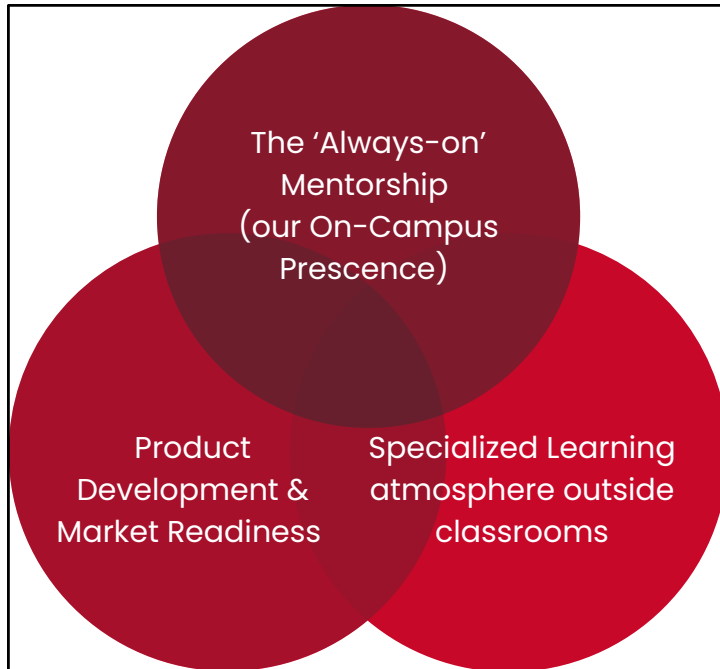 The ‘Always-on’
Mentorship
(our On-Campus
Prescence)
Product
Development &
Market Readiness
Specialized Learning
atmosphere outside
classrooms